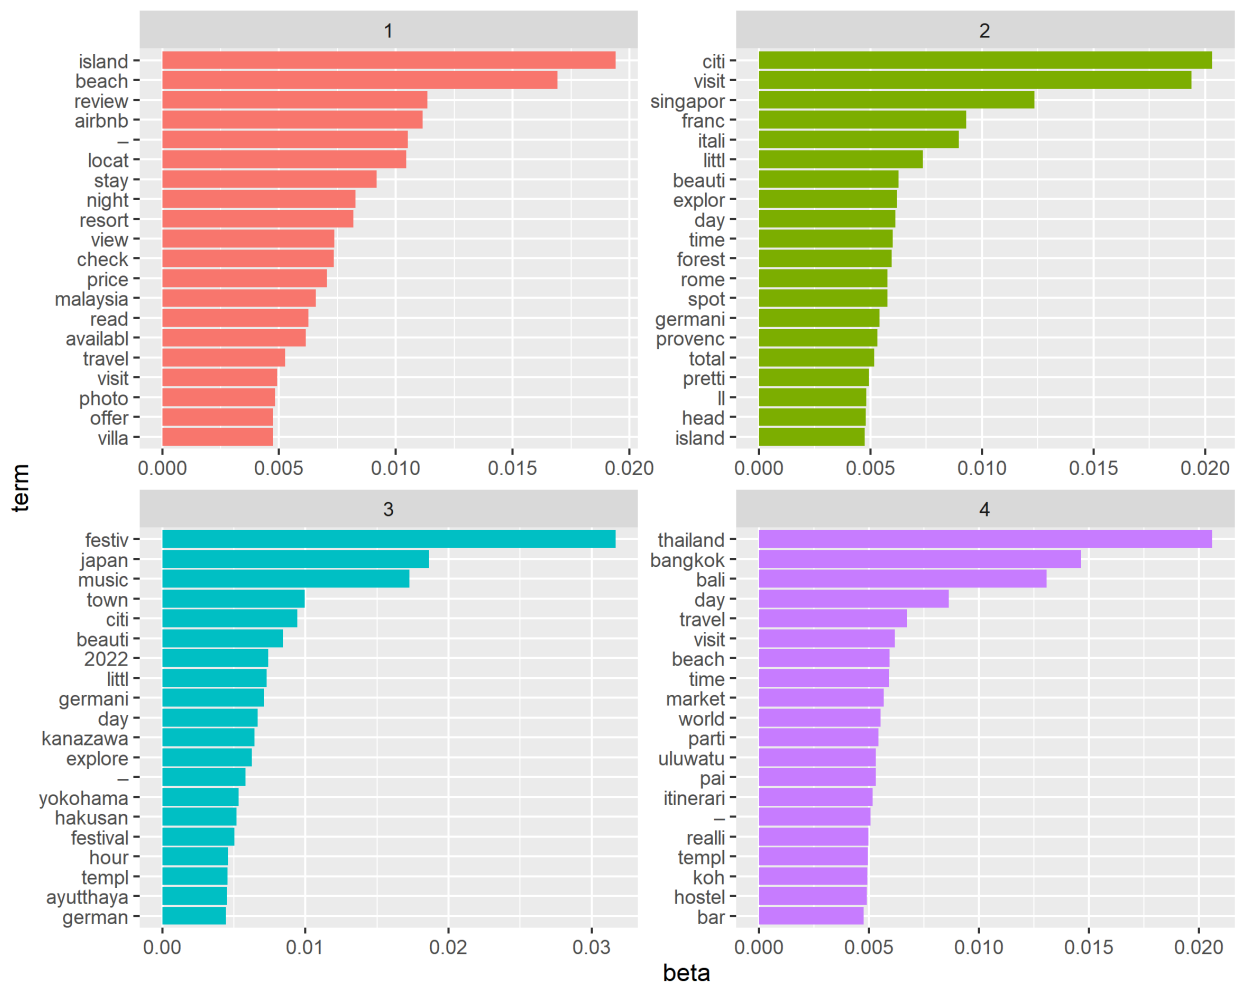 1
island
beach
review
airbnb
–
locat
stay
night
resort
view
check
price
malaysia
read
availabl
travel
visit
photo
offer
villa
0.000 0.005 0.010 0.015 0.020
2
citi
visit
singapor
franc
itali
littl
beauti
explor
day
time
forest
rome
spot
germani
provenc
total
pretti
ll
head
island
0.000 0.005 0.010 0.015 0.020
term
3
festiv
japan
music
town
citi
beauti
2022
littl
germani
day
kanazawa
explore
–
yokohama
hakusan
festival
hour
templ
ayutthaya
german
0.00 0.01 0.02 0.03
4
thailand
bangkok
bali
day
travel
visit
beach
time
market
world
parti
uluwatu
pai
itinerari
–
realli
templ
koh
hostel
bar
0.000 0.005 0.010 0.015 0.020
beta